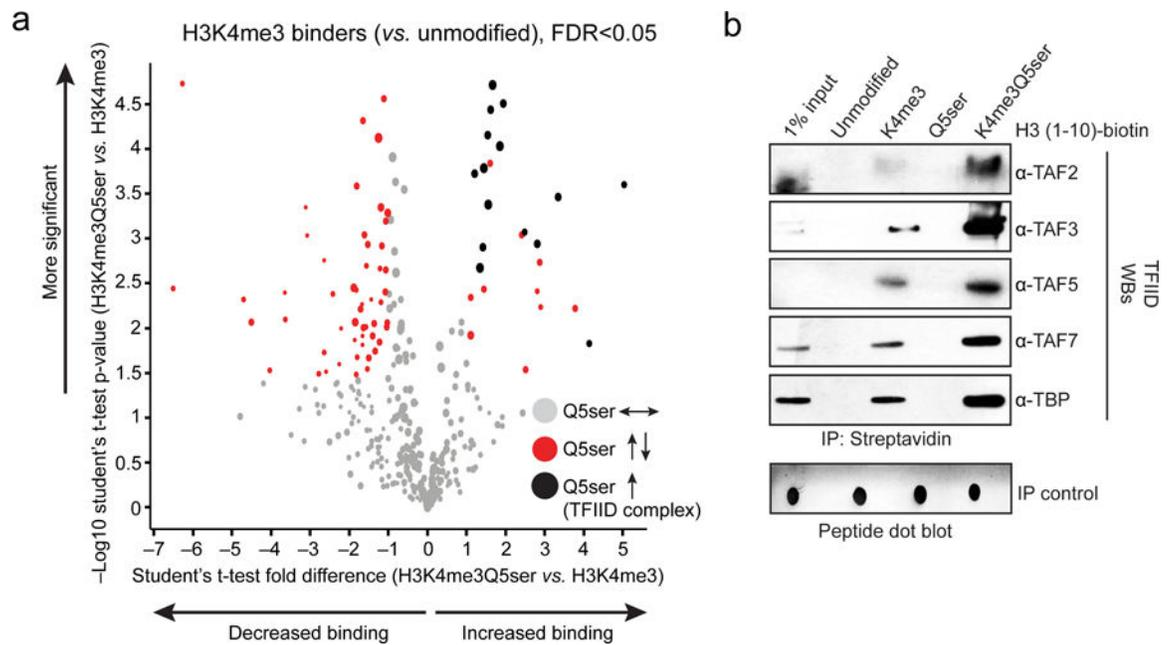 a
H3K4me3 binders (vs. unmodified), FDR<0.05
–Log10 student's t-test p-value (H3K4me3Q5ser vs. H3K4me3)
More significant
4.5
4
3.5
3
2.5
2
1.5
1
0.5
0
–7 –6 –5 –4 –3 –2 –1 0 1 2 3 4 5
Student's t-test fold difference (H3K4me3Q5ser vs. H3K4me3)
Decreased binding
Increased binding
Q5ser
Q5ser
Q5ser
(TFIID complex)
b
1% input
Unmodified
K4me3
Q5ser
K4me3Q5ser
H3 (1-10)-biotin
α-TAF2
α-TAF3
α-TAF5
α-TAF7
α-TBP
TFIID
WBs
IP: Streptavidin
IP control
Peptide dot blot